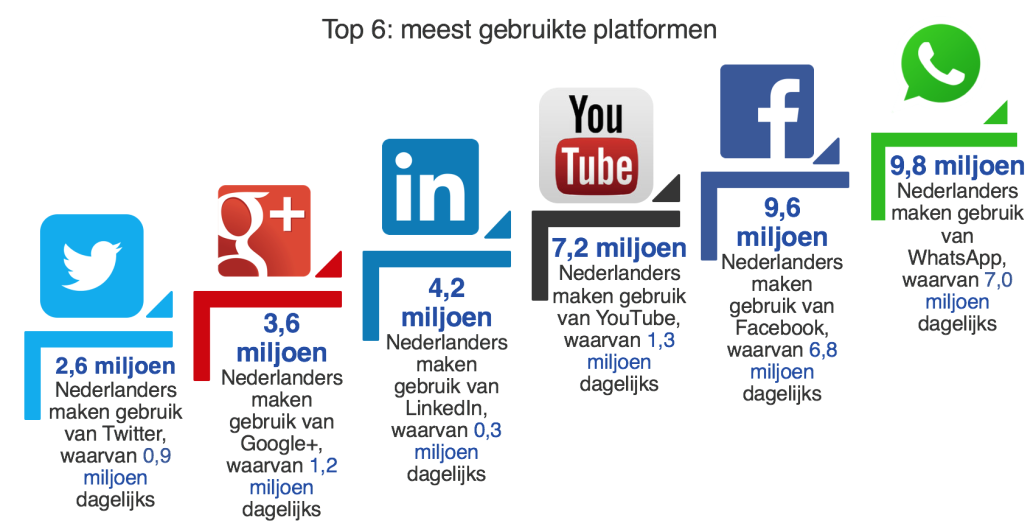 Top 6: meest gebruikte platformen
2,6 miljoen
Nederlanders
maken gebruik
van Twitter,
waarvan 0,9
miljoen
dagelijks
g+
3,6
miljoen
Nederlanders
maken
gebruik van
Google+,
waarvan 1,2
miljoen
dagelijks
in
4,2
miljoen
Nederlanders
maken
gebruik van
LinkedIn,
waarvan 0,3
miljoen
dagelijks
You
Tube
7,2 miljoen
Nederlanders
maken gebruik
van YouTube,
waarvan 1,3
miljoen
dagelijks
f
9,6
miljoen
Nederlanders
maken
gebruik van
Facebook,
waarvan 6,8
miljoen
dagelijks
9,8 miljoen
Nederlanders
maken gebruik
van
WhatsApp,
waarvan 7,0
miljoen
dagelijks